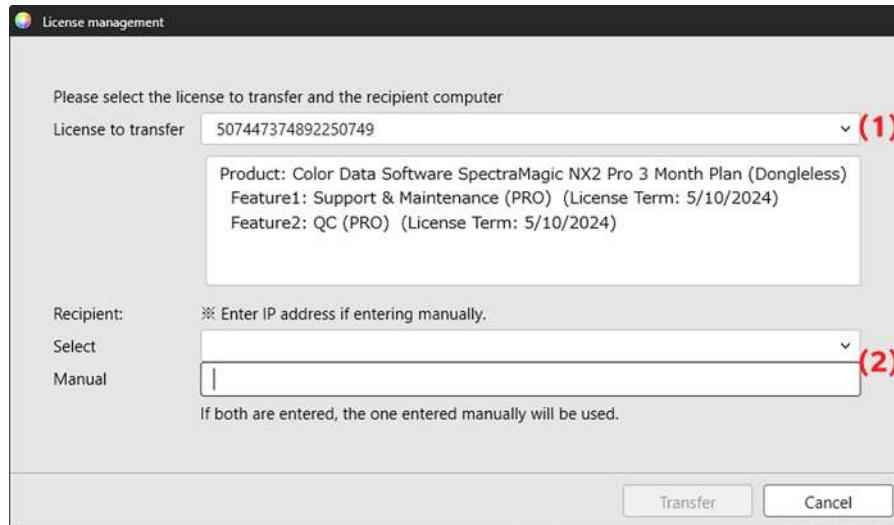 License management
Please select the license to transfer and the recipient computer
License to transfer 507447374892250749 (1)
Product: Color Data Software SpectraMagic NX2 Pro 3 Month Plan (Dongleless)
Feature1: Support & Maintenance (PRO) (License Term: 5/10/2024)
Feature2: QC (PRO) (License Term: 5/10/2024)
Recipient: ※ Enter IP address if entering manually.
Select
(2)
Manual
If both are entered, the one entered manually will be used.
Transfer Cancel